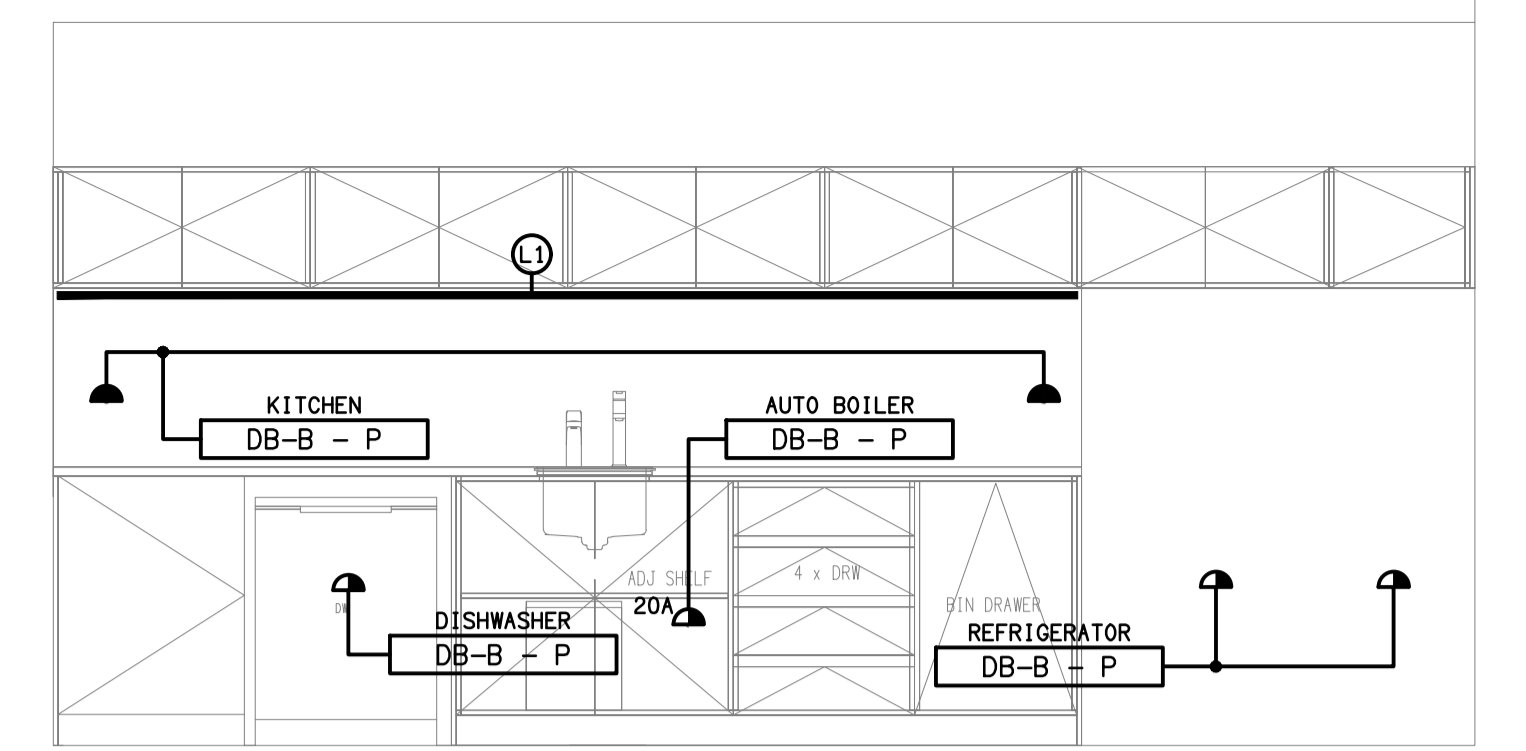 L1
KITCHEN
DB-B - P
AUTO BOILER
DB-B - P
ADJ SHELF
4 x DRW
20A
DW
BIN DRAWER
DISHWASHER
DB-B - P
REFRIGERATOR
DB-B - P